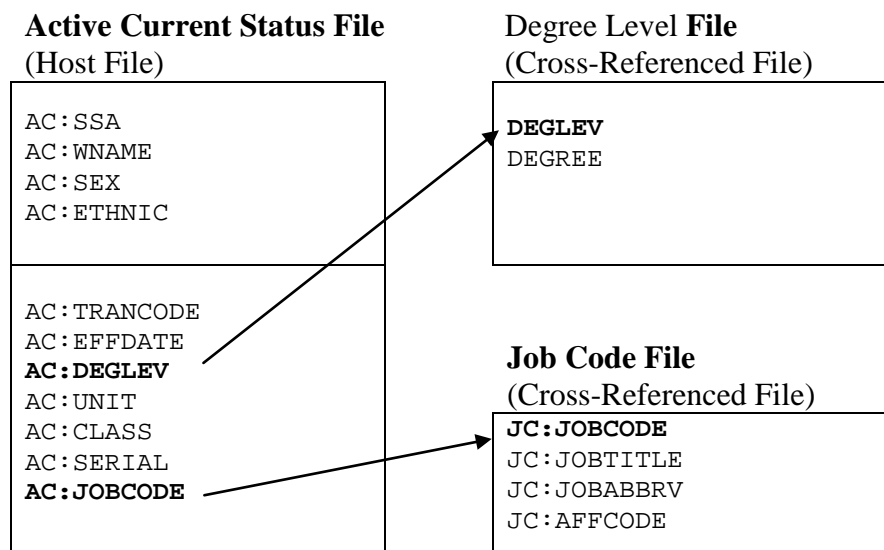 Active Current Status File
(Host File)
AC:SSA
AC:WNAME
AC:SEX
AC:ETHNIC
AC:TRANCODE
AC:EFFDATE
AC:DEGLEV
AC:UNIT
AC:CLASS
AC:SERIAL
AC:JOBCODE
Degree Level File
(Cross-Referenced File)
DEGLEV
DEGREE
Job Code File
(Cross-Referenced File)
JC:JOBCODE
JC:JOBTITLE
JC:JOBABBRV
JC:AFFCODE